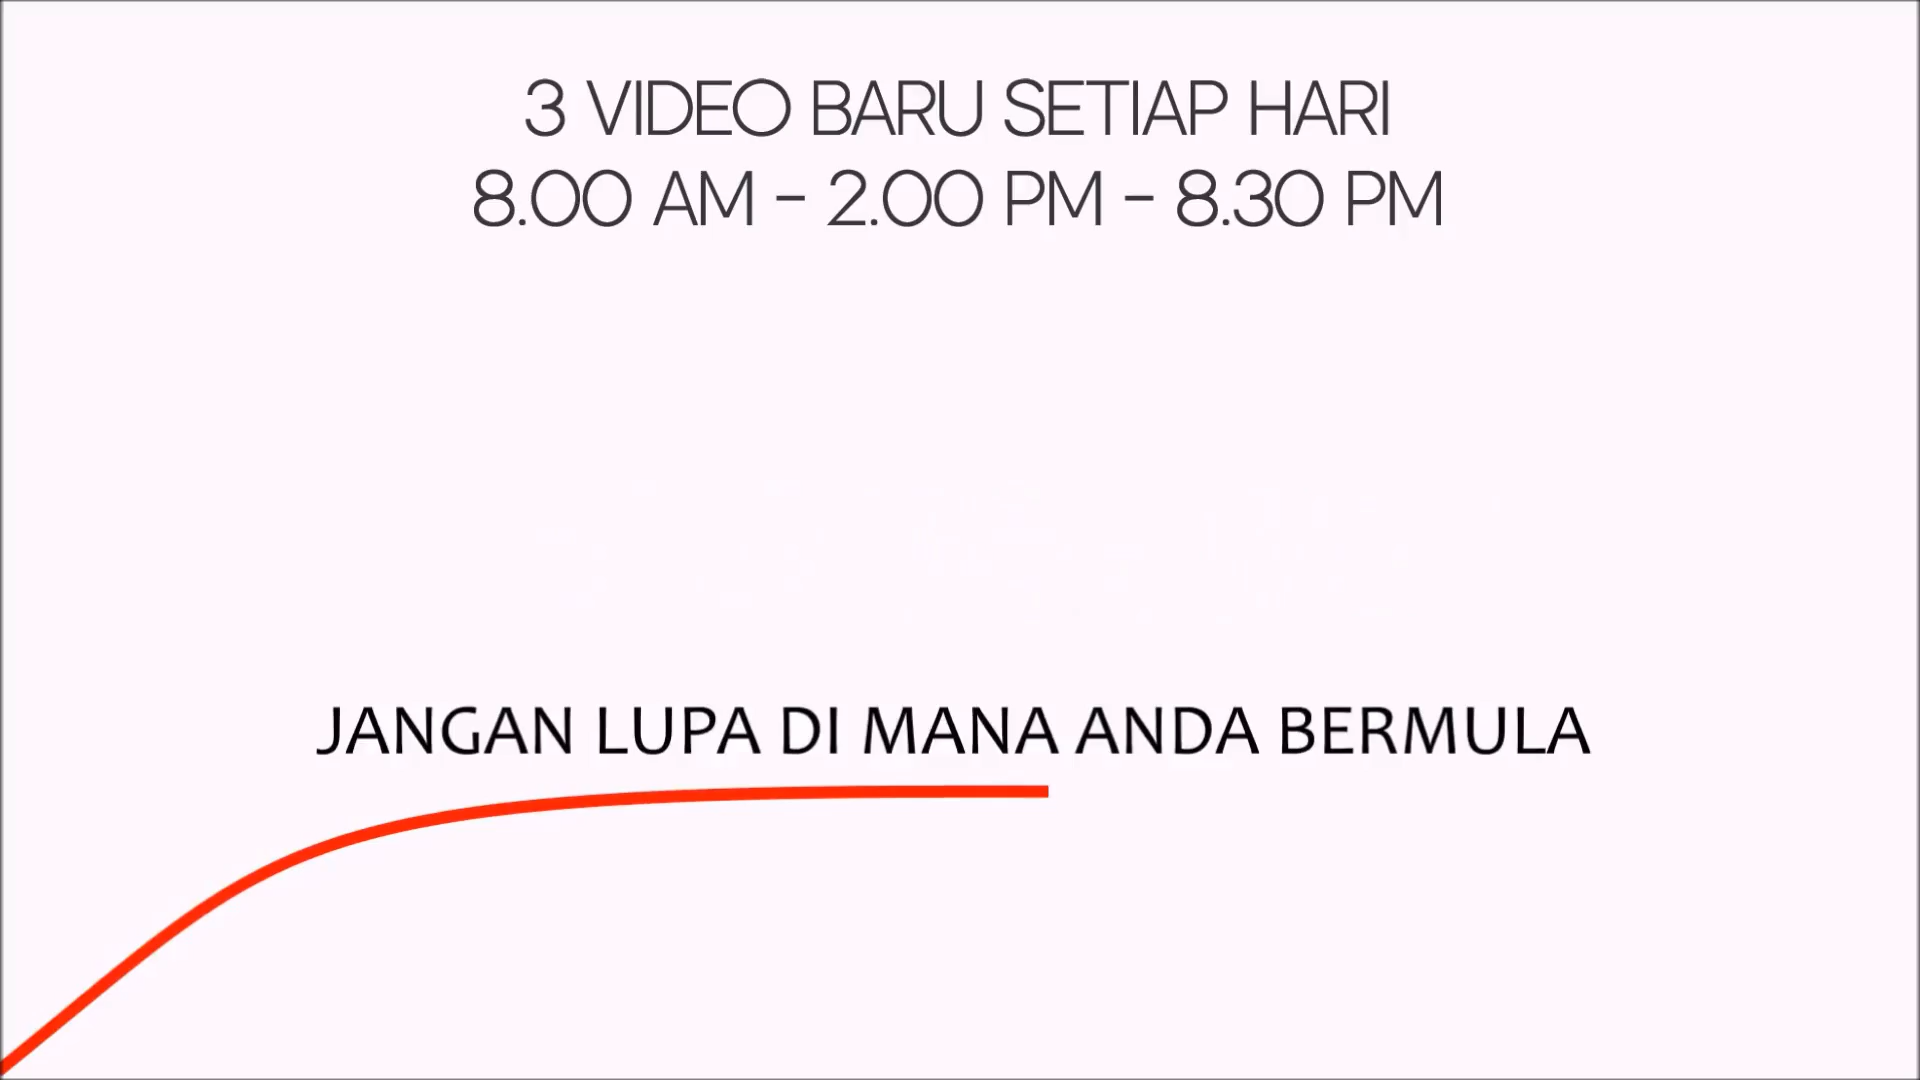 3 VIDEO BARU SETIAP HARI
8.00 AM - 2.00 PM - 8.30 PM
JANGAN LUPA DI MANA ANDA BERMULA